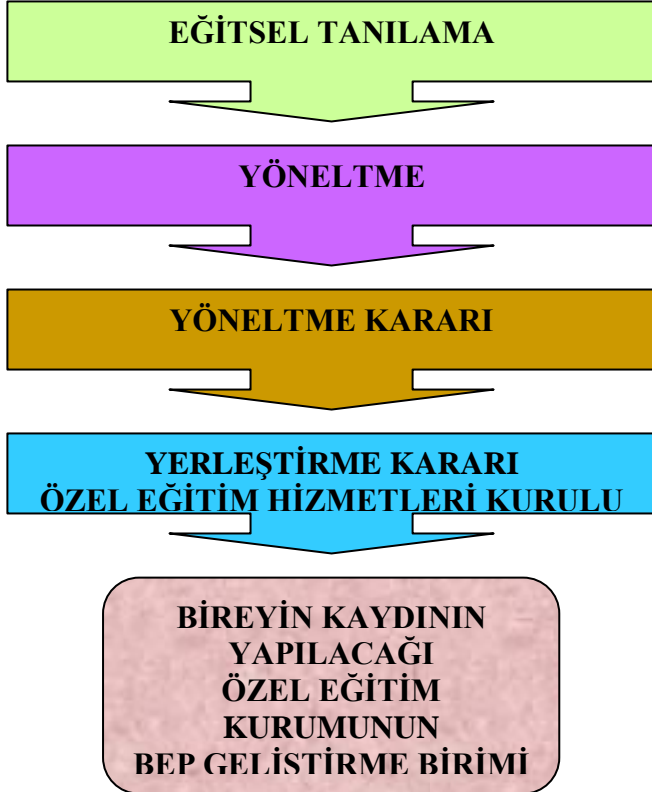 EĞİTSEL TANILAMA
YÖNELTME
YÖNELTME KARARI
YERLEŞTİRME KARARI
ÖZEL EĞİTİM HİZMETLERİ KURULU
BİREYİN KAYDININ
YAPILACAĞI
ÖZEL EĞİTİM
KURUMUNUN
BEP GELİŞTİRME BİRİMİ